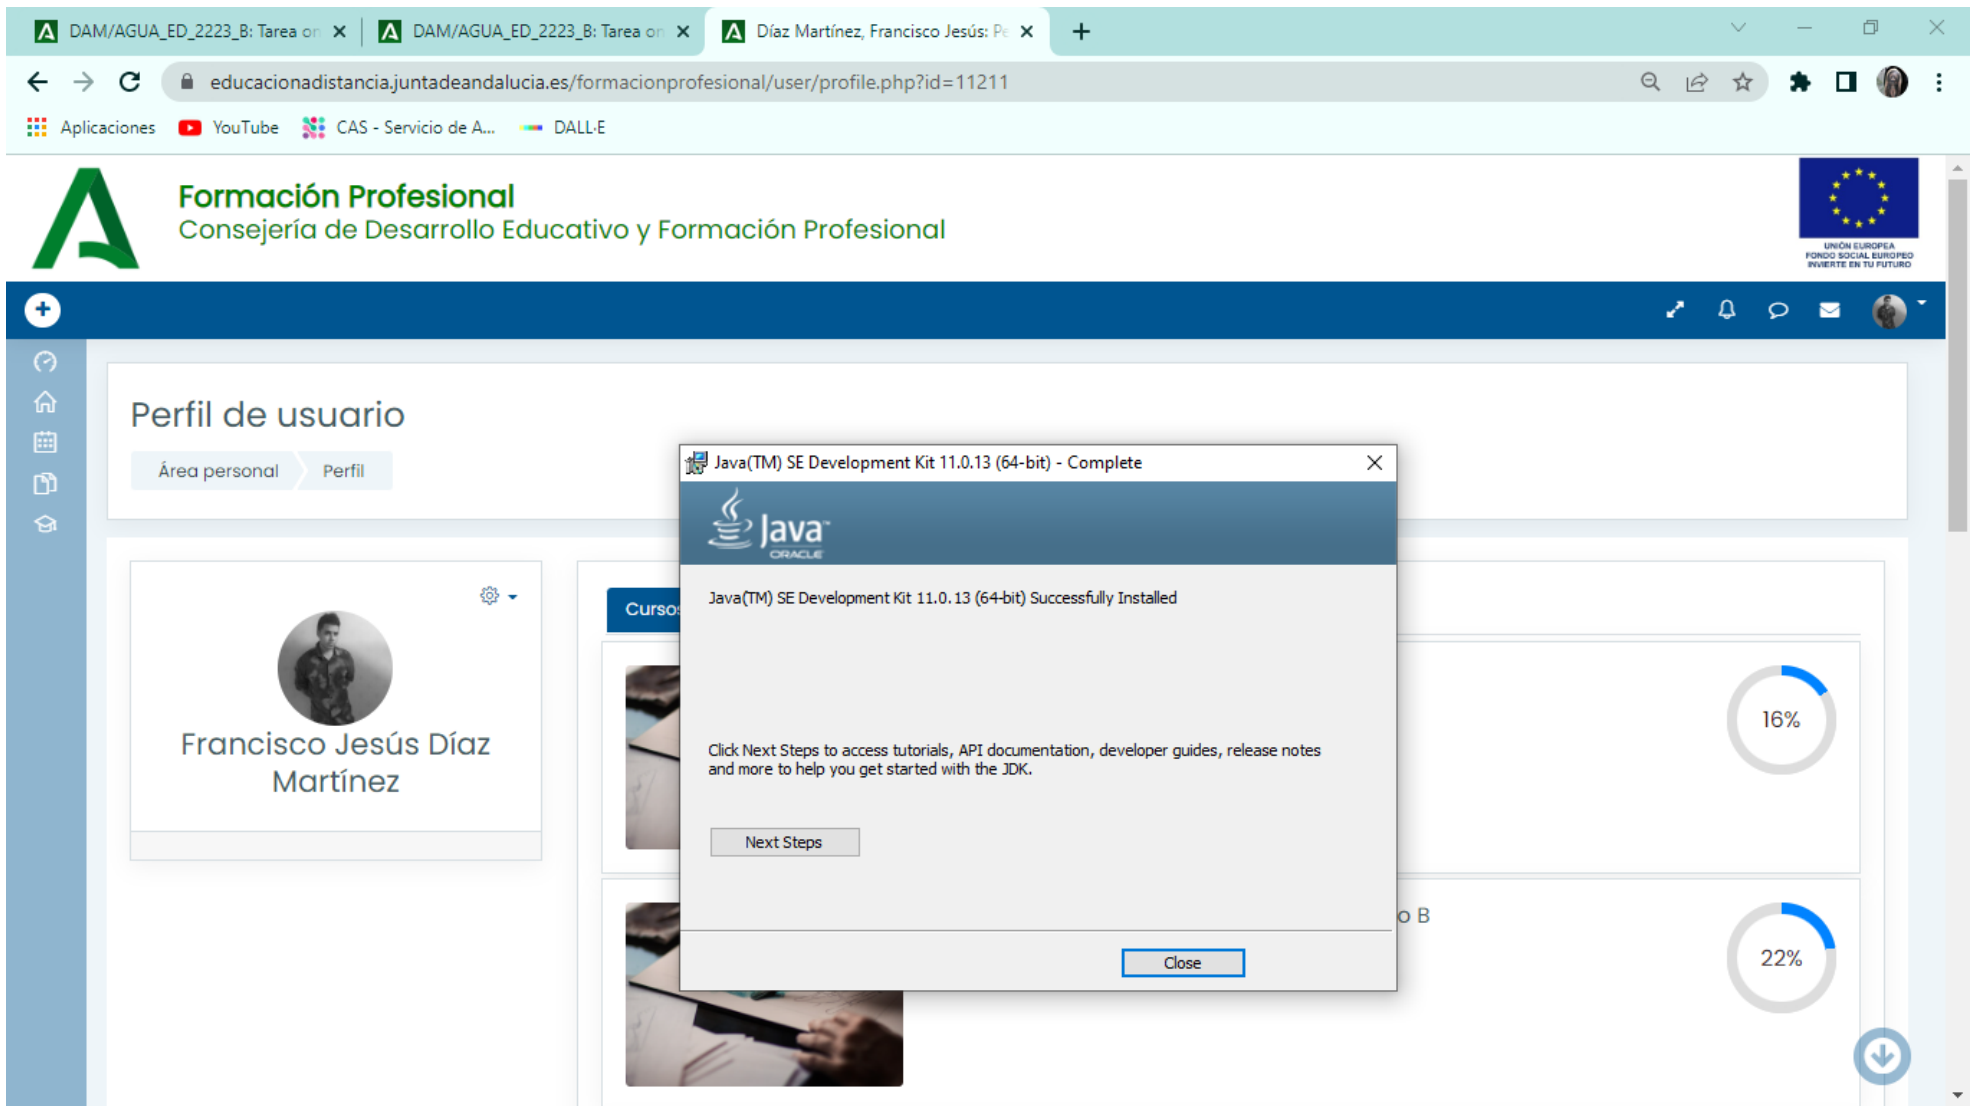 DAM/AGUA_ED_2223_B: Tarea on
DAM/AGUA_ED_2223_B: Tarea on
Díaz Martínez, Francisco Jesús: Pe
educacionadistancia.juntadeandalucia.es/formacionprofesional/user/profile.php?id=11211
Aplicaciones
YouTube
CAS - Servicio de A...
DALL·E
Formación Profesional
Consejería de Desarrollo Educativo y Formación Profesional
UNIÓN EUROPEA
FONDO SOCIAL EUROPEO
INVIERTE EN TU FUTURO
Perfil de usuario
Área personal
Perfil
Java(TM) SE Development Kit 11.0.13 (64-bit) - Complete
Java™
ORACLE
Java(TM) SE Development Kit 11.0.13 (64-bit) Successfully Installed
Click Next Steps to access tutorials, API documentation, developer guides, release notes
and more to help you get started with the JDK.
Next Steps
Close
Francisco Jesús Díaz
Martínez
Curso
16%
o B
22%